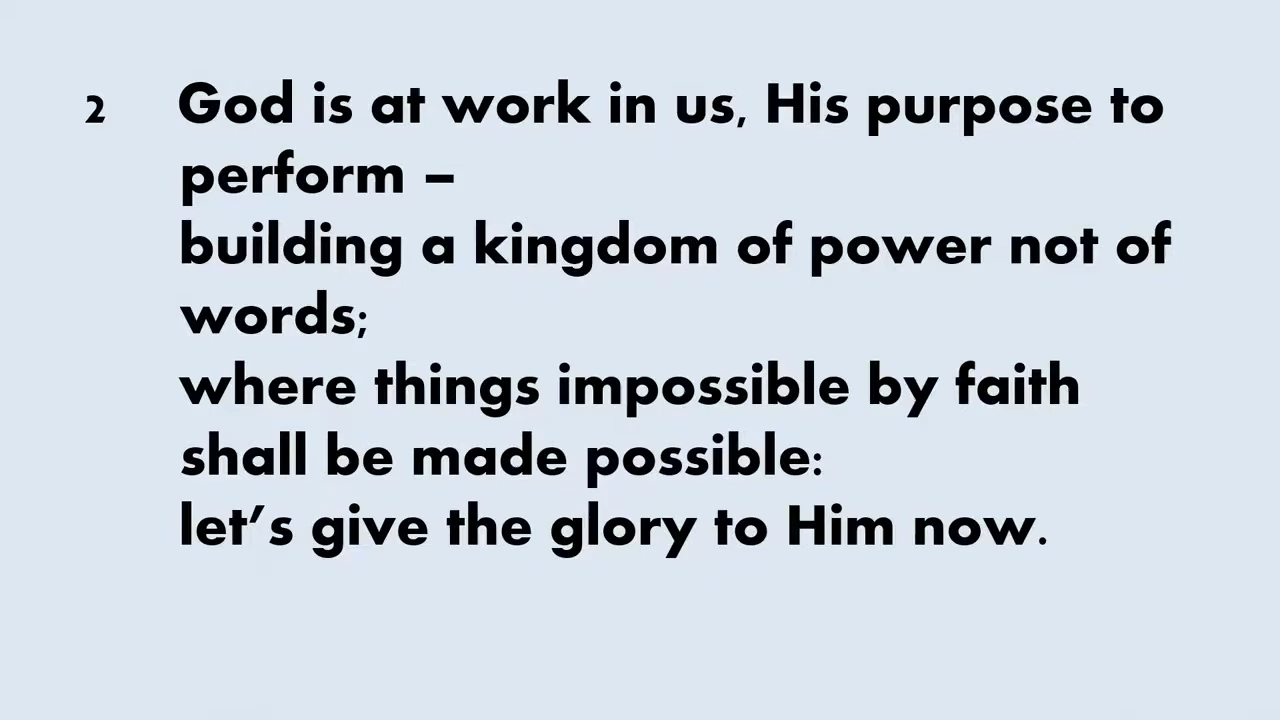 2 God is at work in us, His purpose to
perform –
building a kingdom of power not of
words;
where things impossible by faith
shall be made possible:
let’s give the glory to Him now.